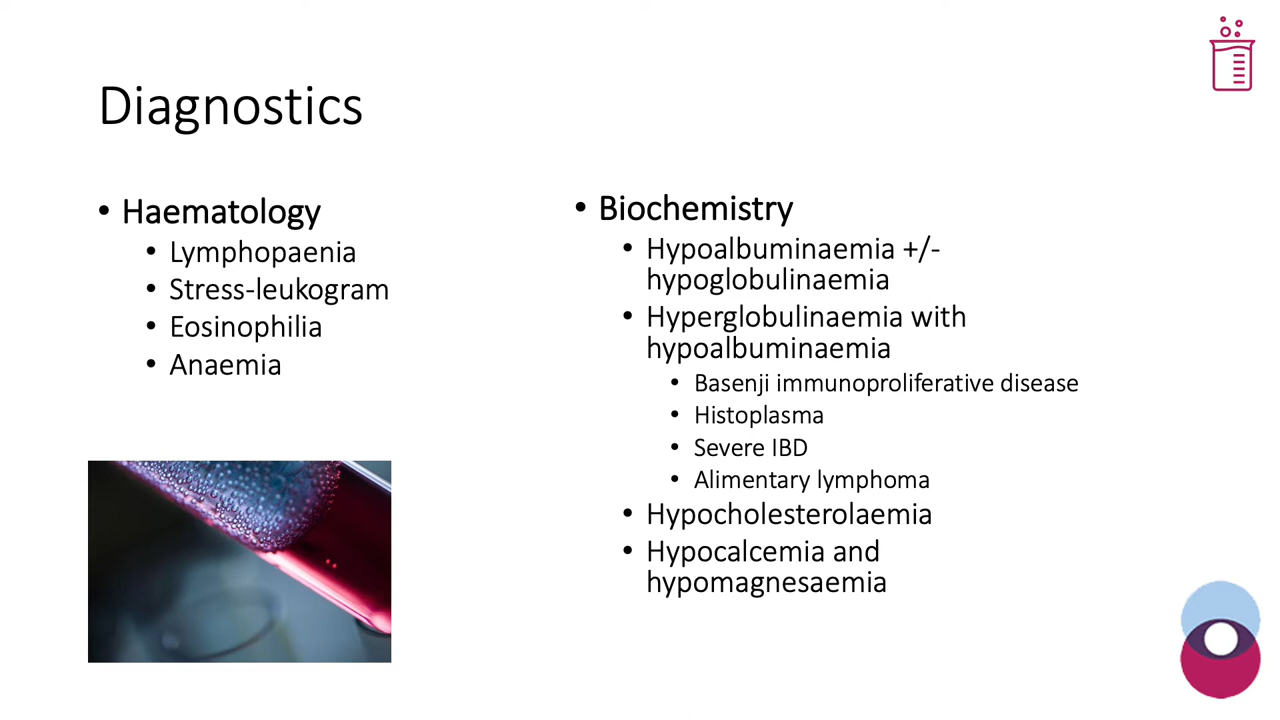 Diagnostics
• Haematology
• Lymphopaenia
• Stress-leukogram
• Eosinophilia
• Anaemia
• Biochemistry
• Hypoalbuminaemia +/-
hypoglobulinaemia
• Hyperglobulinaemia with
hypoalbuminaemia
• Basenji immunoproliferative disease
• Histoplasma
• Severe IBD
• Alimentary lymphoma
• Hypocholesterolaemia
• Hypocalcemia and
hypomagnesaemia